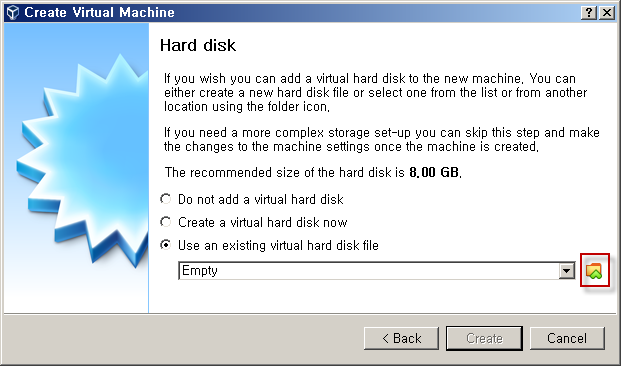 Create Virtual Machine
Hard disk
If you wish you can add a virtual hard disk to the new machine. You can
either create a new hard disk file or select one from the list or from another
location using the folder icon.
If you need a more complex storage set-up you can skip this step and make
the changes to the machine settings once the machine is created.
The recommended size of the hard disk is 8.00 GB.
Do not add a virtual hard disk
Create a virtual hard disk now
Use an existing virtual hard disk file
Empty
< Back
Create
Cancel